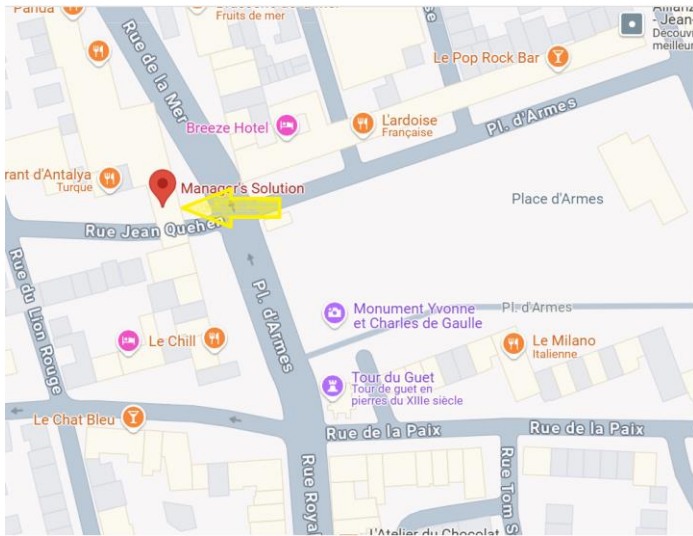 Panda
Fruits de mer
Rue de la Mer
- Jean-
Découvr
meilleur
Le Pop Rock Bar
Breeze Hotel
L'ardoise
Française
Pl. d'Armes
rant d'Antalya
Turque
Manager's Solution
Place d'Armes
Rue Jean Quehen
Rue du Lion Rouge
Pl. d'Armes
Monument Yvonne
et Charles de Gaulle
Pl. d'Armes
Le Chill
Le Milano
Italienne
Tour du Guet
Tour de guet en
pierres du XIIIe siècle
Le Chat Bleu
Rue de la Paix
Rue de la Paix
Rue Royal
Rue Tom S
L'Atelier du Chocolat